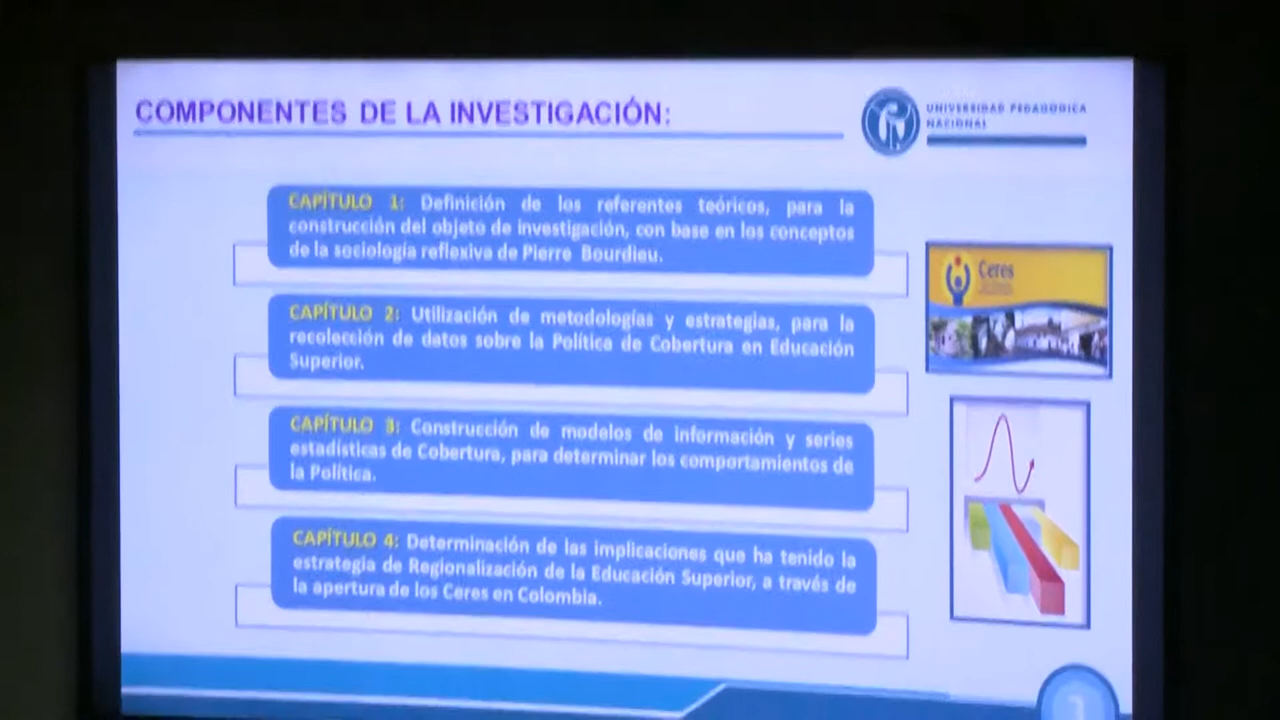 COMPONENTES DE LA INVESTIGACIÓN:
UNIVERSIDAD PEDAGOGICA
NACIONAL
CAPÍTULO 1: Definición de los referentes teóricos, para la
construcción del objeto de investigación, con base en los conceptos
de la sociología reflexiva de Pierre Bourdieu.
Ceres
CAPÍTULO 2: Utilización de metodologías y estrategias, para la
recolección de datos sobre la Política de Cobertura en Educación
Superior.
CAPÍTULO 3: Construcción de modelos de información y series
estadísticas de Cobertura, para determinar los comportamientos de
la Política.
CAPÍTULO 4: Determinación de las implicaciones que ha tenido la
estrategia de Regionalización de la Educación Superior, a través de
la apertura de los Ceres en Colombia.